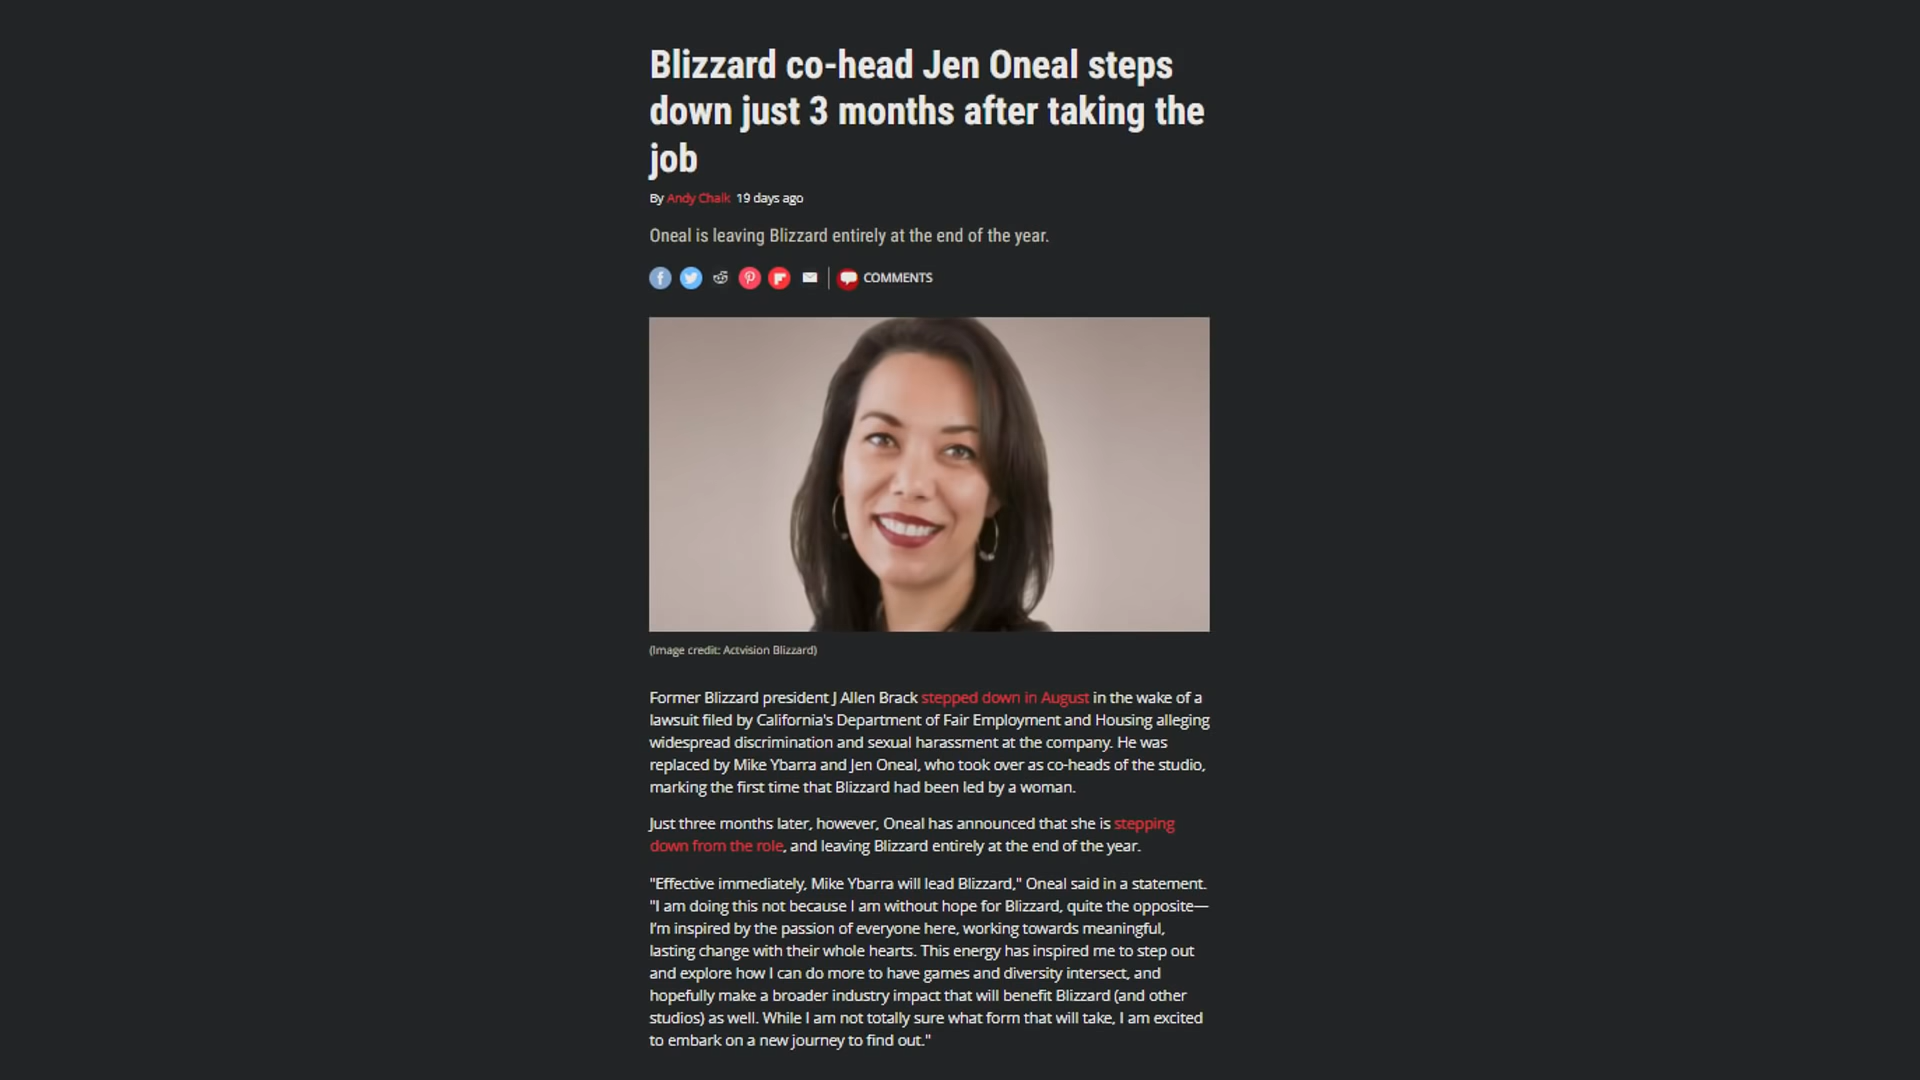 Blizzard co-head Jen Oneal steps
down just 3 months after taking the
job
By Andy Chalk 19 days ago
Oneal is leaving Blizzard entirely at the end of the year.
COMMENTS
(Image credit: Actvision Blizzard)
Former Blizzard president J Allen Brack stepped down in August in the wake of a
lawsuit filed by California's Department of Fair Employment and Housing alleging
widespread discrimination and sexual harassment at the company. He was
replaced by Mike Ybarra and Jen Oneal, who took over as co-heads of the studio,
marking the first time that Blizzard had been led by a woman.
Just three months later, however, Oneal has announced that she is stepping
down from the role, and leaving Blizzard entirely at the end of the year.
"Effective immediately, Mike Ybarra will lead Blizzard," Oneal said in a statement.
"I am doing this not because I am without hope for Blizzard, quite the opposite—
I'm inspired by the passion of everyone here, working towards meaningful,
lasting change with their whole hearts. This energy has inspired me to step out
and explore how I can do more to have games and diversity intersect, and
hopefully make a broader industry impact that will benefit Blizzard (and other
studios) as well. While I am not totally sure what form that will take, I am excited
to embark on a new journey to find out."